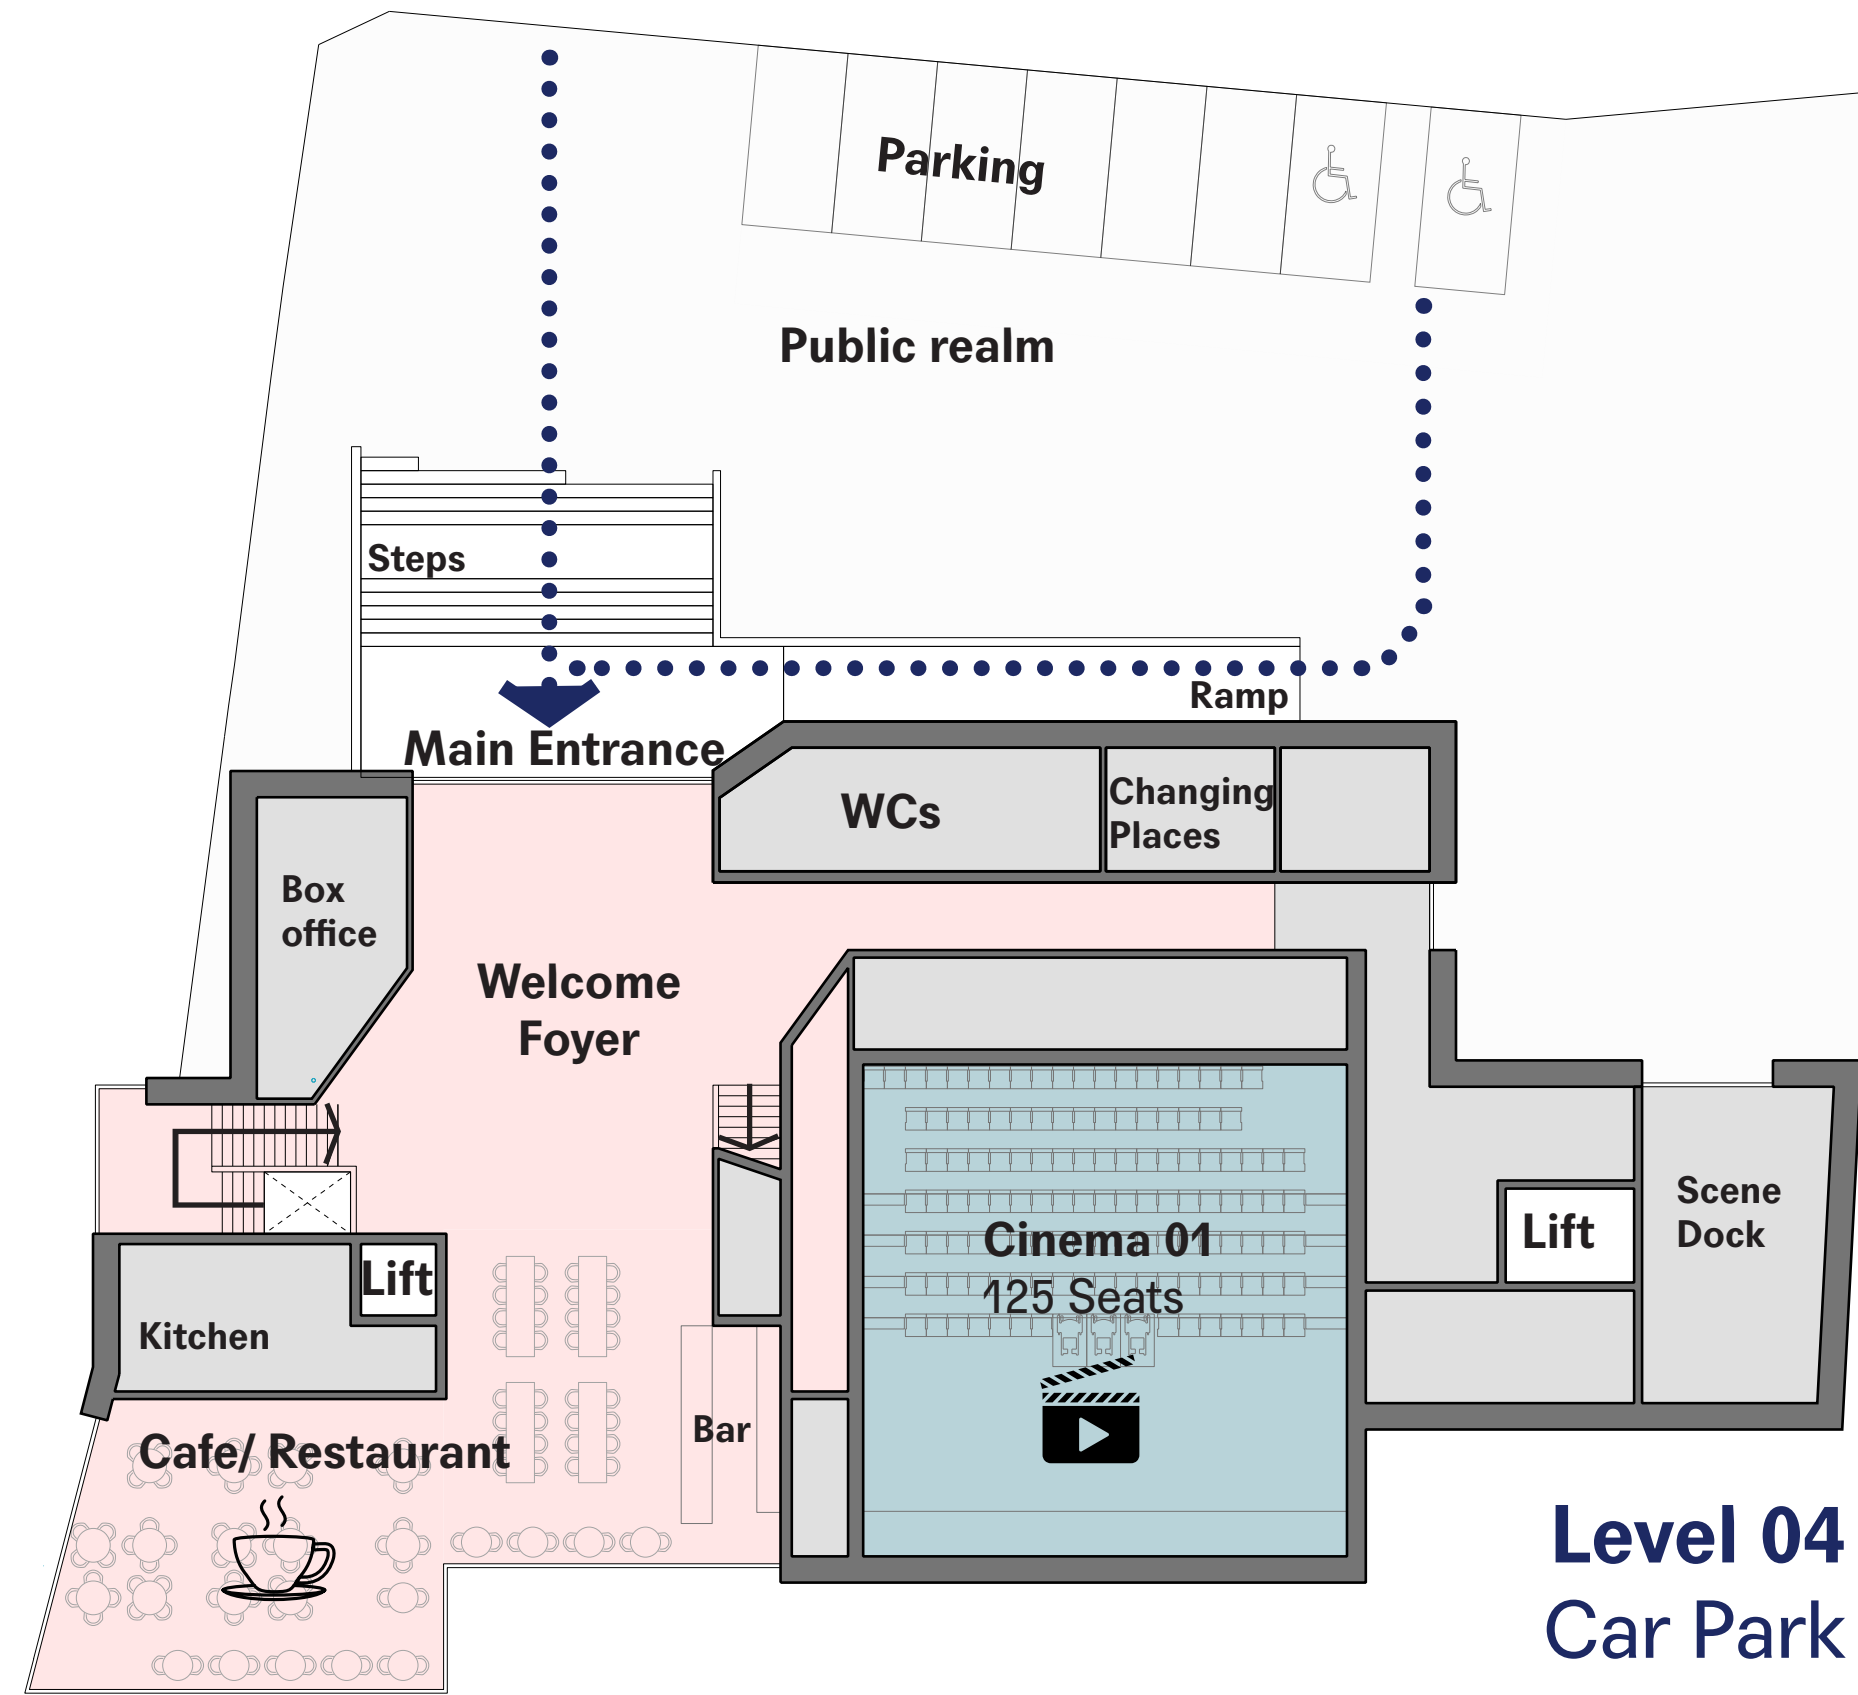 Parking
Public realm
Steps
Ramp
Main Entrance
WCs
Changing
Places
Box
office
Welcome
Foyer
Cinema 01
125 Seats
Lift
Scene
Dock
Lift
Kitchen
Bar
Cafe/ Restaurant
Level 04
Car Park